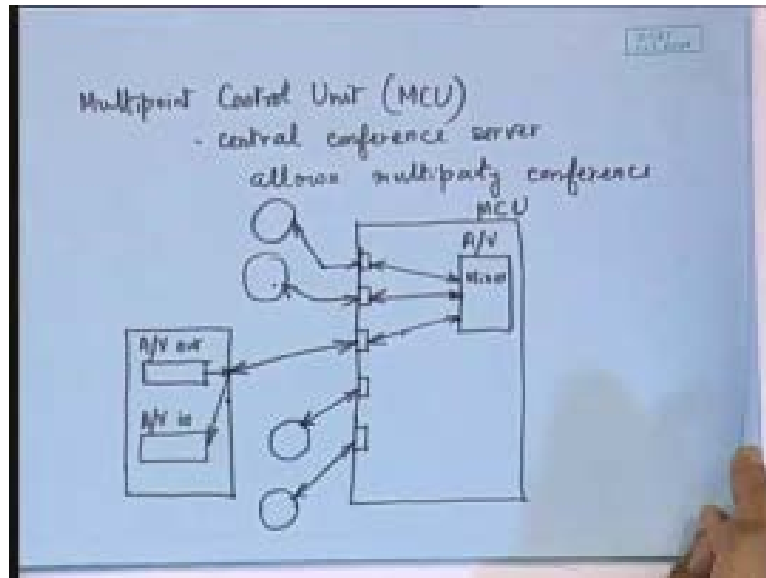 Multipoint Control Unit (MCU)
- central conference server
allows multiparty conference
MCU
A/V
Mixer
A/V out
A/V in